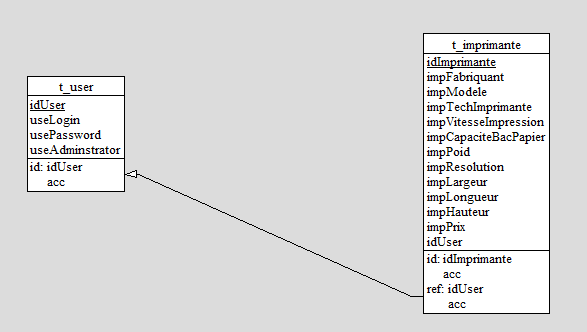 t_user
idUser
useLogin
usePassword
useAdminstrator
id: idUser
acc
t_imprimante
idImprimante
impFabriquant
impModele
impTechImprimante
impVitesseImpression
impCapaciteBacPapier
impPoid
impResolution
impLargeur
impLongueur
impHauteur
impPrix
idUser
id: idImprimante
acc
ref: idUser
acc